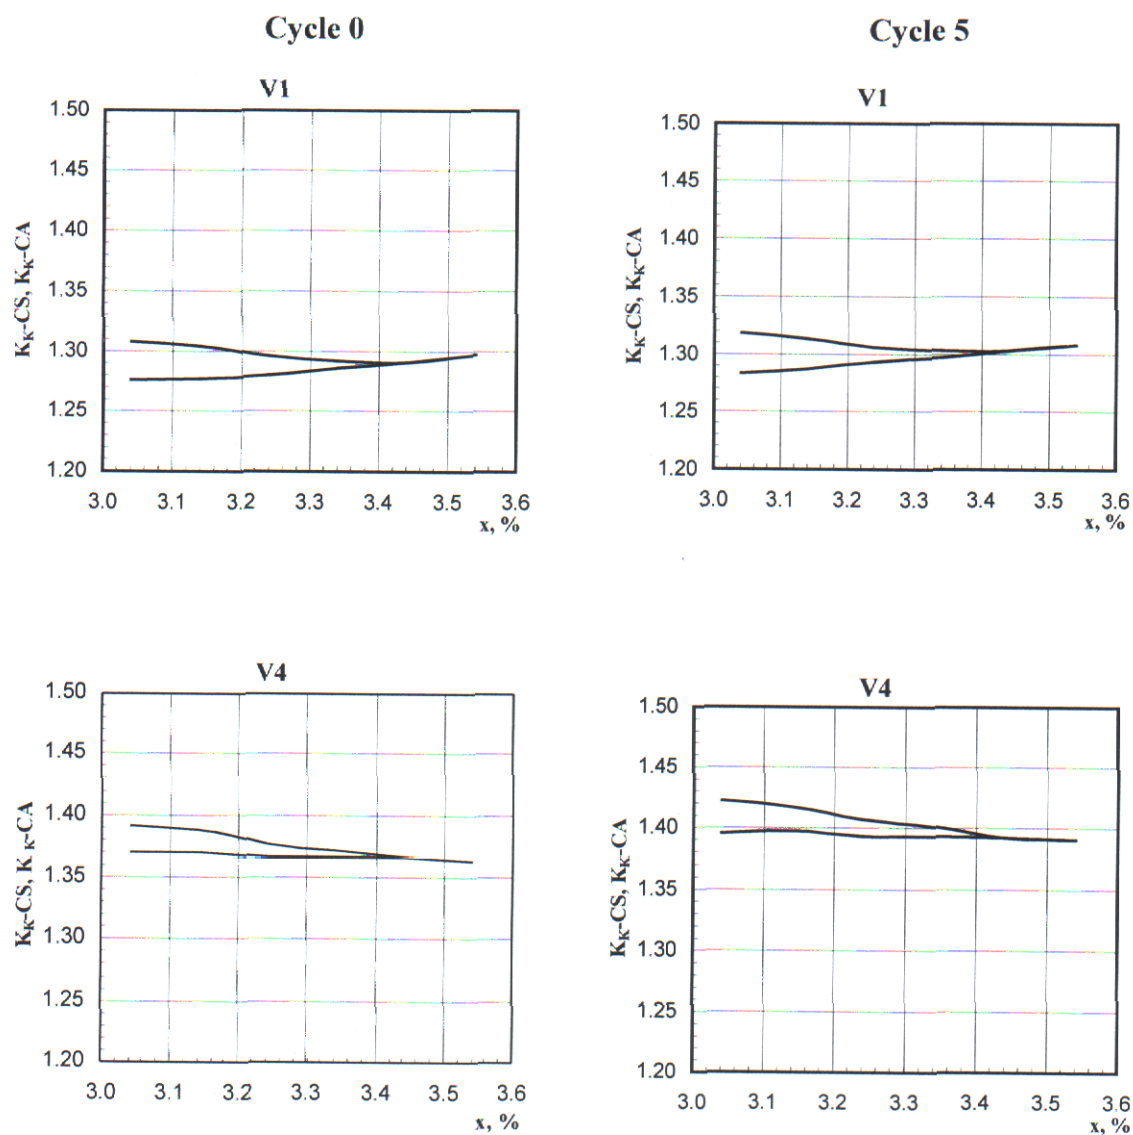 Cycle 0
Cycle 5
V1
1.50
1.45
1.40
1.35
1.30
1.25
1.20
K_K-CS, K_K-CA
3.0 3.1 3.2 3.3 3.4 3.5 3.6
x, %
V1
1.50
1.45
1.40
1.35
1.30
1.25
1.20
K_K-CS, K_K-CA
3.0 3.1 3.2 3.3 3.4 3.5 3.6
x, %
V4
1.50
1.45
1.40
1.35
1.30
1.25
1.20
K_K-CS, K_K-CA
3.0 3.1 3.2 3.3 3.4 3.5 3.6
x, %
V4
1.50
1.45
1.40
1.35
1.30
1.25
1.20
K_K-CS, K_K-CA
3.0 3.1 3.2 3.3 3.4 3.5 3.6
x, %